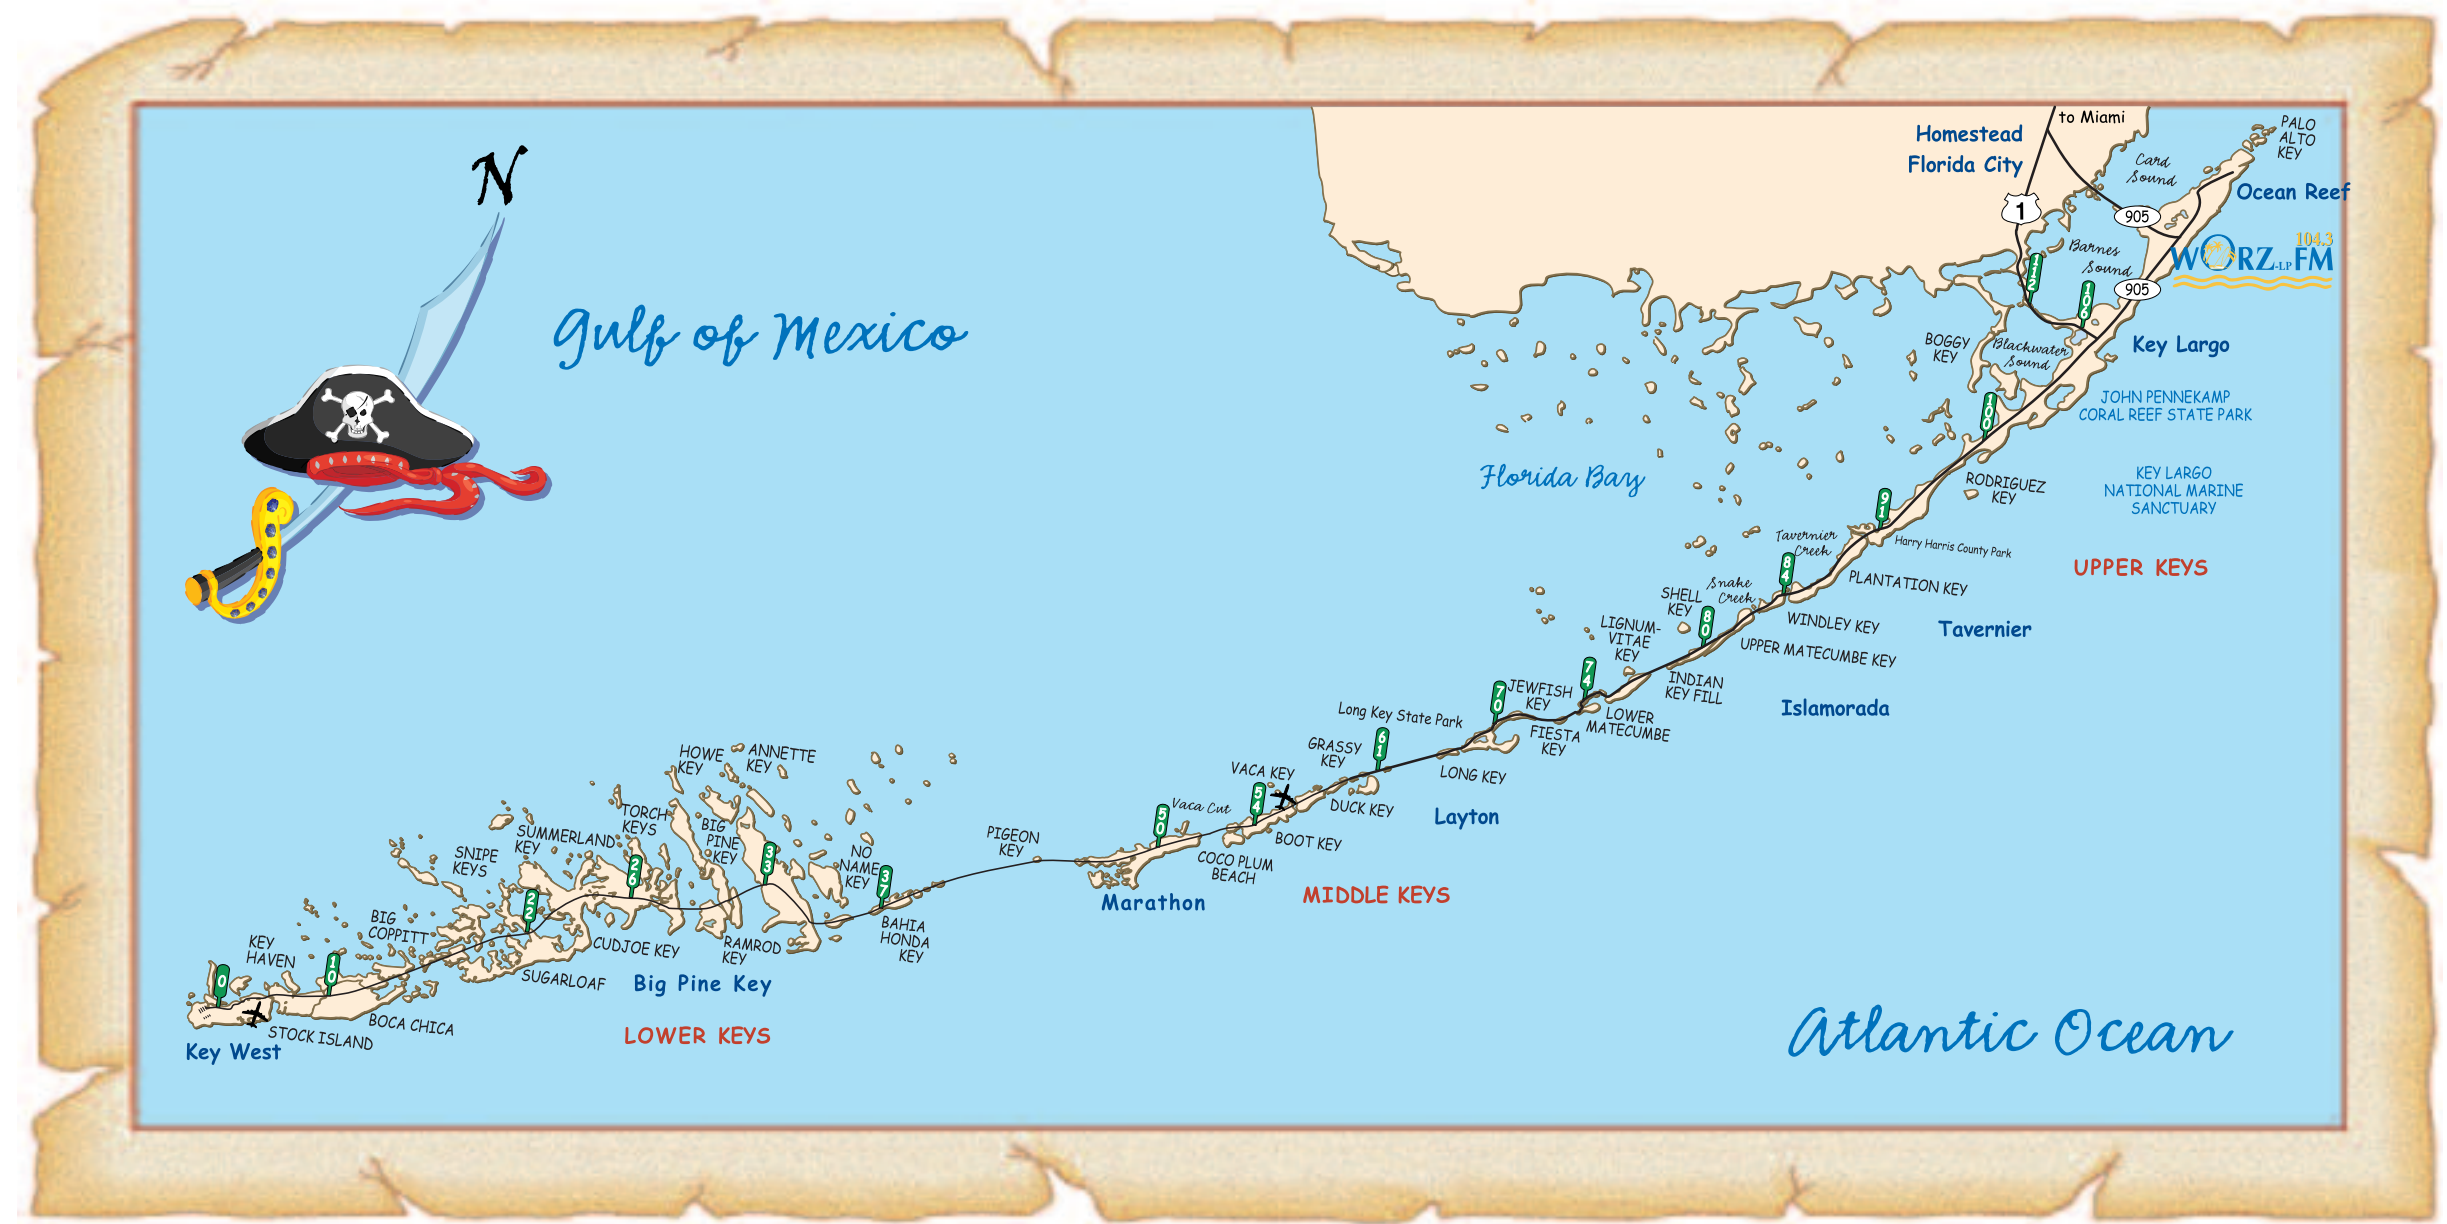 to Miami
Homestead
Florida City
PALO
ALTO
KEY
Card
Sound
Ocean Reef
1
905
N
Barnes
Sound
104.3
WORZ-LP FM
112
106
905
Gulf of Mexico
BOGGY
KEY
Blackwater
Sound
Key Largo
JOHN PENNEKAMP
CORAL REEF STATE PARK
100
Florida Bay
RODRIGUEZ
KEY
KEY LARGO
NATIONAL MARINE
SANCTUARY
91
Tavernier
Creek
Harry Harris County Park
UPPER KEYS
84
PLANTATION KEY
Snake
Creek
SHELL
KEY
80
WINDLEY KEY
Tavernier
LIGNUM-
VITAE
KEY
UPPER MATECUMBE KEY
74
INDIAN
KEY FILL
Islamorada
70
JEWFISH
KEY
LOWER
MATECUMBE
Long Key State Park
FIESTA
KEY
61
GRASSY
KEY
LONG KEY
VACA KEY
54
DUCK KEY
Layton
HOWE
KEY
ANNETTE
KEY
50
Vaca Cut
BOOT KEY
TORCH
KEYS
BIG
PINE
KEY
SUMMERLAND
KEY
PIGEON
KEY
SNIPE
KEYS
26
33
NO
NAME
KEY
37
COCO PLUM
BEACH
Marathon
MIDDLE KEYS
22
BIG
COPPITT
BAHIA
HONDA
KEY
KEY
HAVEN
CUDJOE KEY
RAMROD
KEY
0
10
SUGARLOAF
Big Pine Key
BOCA CHICA
STOCK ISLAND
Key West
LOWER KEYS
Atlantic Ocean